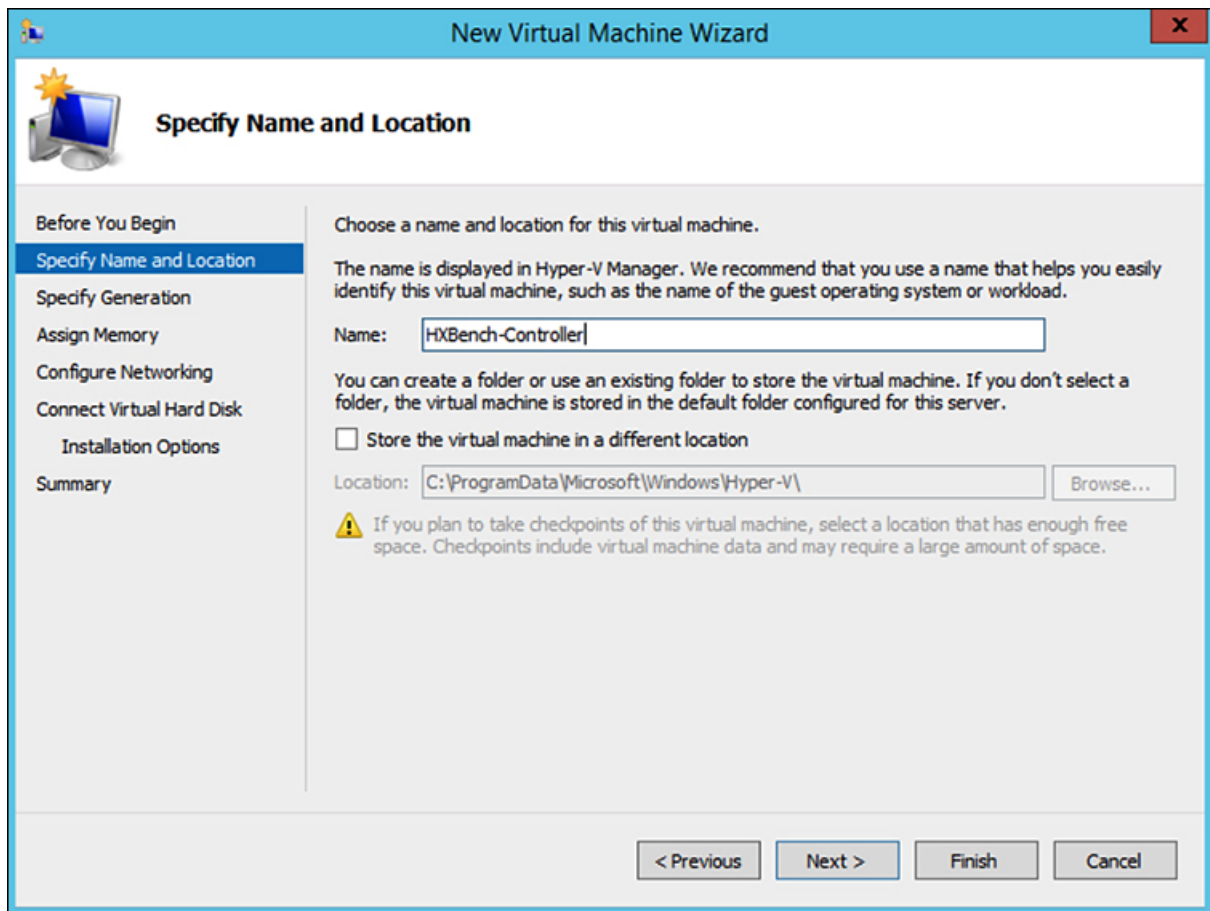 New Virtual Machine Wizard
X
Specify Name and Location
Before You Begin
Specify Name and Location
Specify Generation
Assign Memory
Configure Networking
Connect Virtual Hard Disk
Installation Options
Summary
Choose a name and location for this virtual machine.
The name is displayed in Hyper-V Manager. We recommend that you use a name that helps you easily
identify this virtual machine, such as the name of the guest operating system or workload.
Name: HXBench-Controller
You can create a folder or use an existing folder to store the virtual machine. If you don't select a
folder, the virtual machine is stored in the default folder configured for this server.
Store the virtual machine in a different location
Location: C:\ProgramData\Microsoft\Windows\Hyper-V\ Browse...
If you plan to take checkpoints of this virtual machine, select a location that has enough free
space. Checkpoints include virtual machine data and may require a large amount of space.
< Previous Next > Finish Cancel